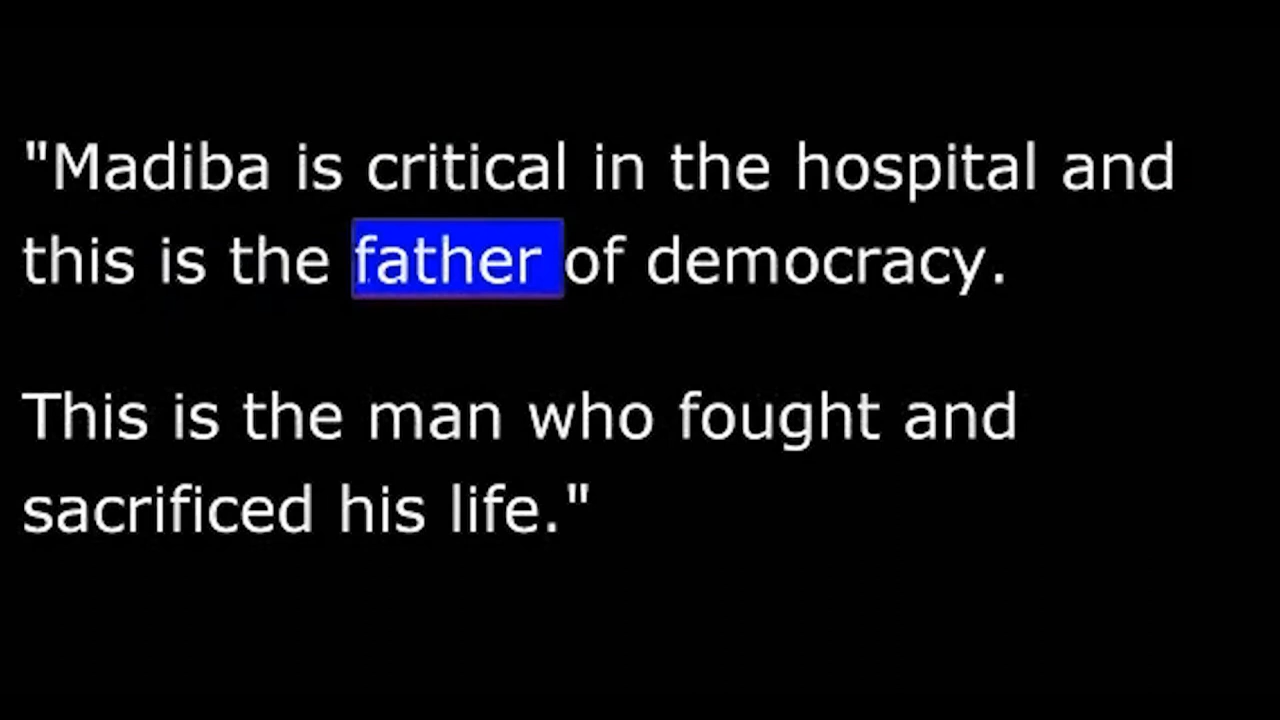 "Madiba is critical in the hospital and
this is the father of democracy.
This is the man who fought and
sacrificed his life."